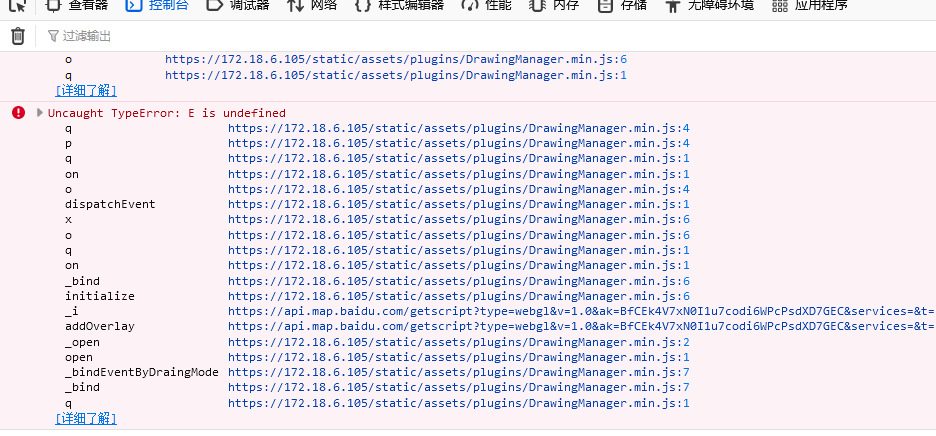 查看器 控制台 调试器 网络 样式编辑器 性能 内存 存储 无障碍环境 应用程序
过滤输出
o https://172.18.6.105/static/assets/plugins/DrawingManager.min.js:6
q https://172.18.6.105/static/assets/plugins/DrawingManager.min.js:1
[详细了解]
Uncaught TypeError: E is undefined
q https://172.18.6.105/static/assets/plugins/DrawingManager.min.js:4
p https://172.18.6.105/static/assets/plugins/DrawingManager.min.js:4
q https://172.18.6.105/static/assets/plugins/DrawingManager.min.js:1
on https://172.18.6.105/static/assets/plugins/DrawingManager.min.js:1
o https://172.18.6.105/static/assets/plugins/DrawingManager.min.js:4
dispatchEvent https://172.18.6.105/static/assets/plugins/DrawingManager.min.js:1
x https://172.18.6.105/static/assets/plugins/DrawingManager.min.js:6
o https://172.18.6.105/static/assets/plugins/DrawingManager.min.js:6
q https://172.18.6.105/static/assets/plugins/DrawingManager.min.js:1
on https://172.18.6.105/static/assets/plugins/DrawingManager.min.js:1
_bind https://172.18.6.105/static/assets/plugins/DrawingManager.min.js:6
initialize https://172.18.6.105/static/assets/plugins/DrawingManager.min.js:6
_i https://api.map.baidu.com/getscript?type=webgl&v=1.0&ak=BfCEk4V7xN0I1u7codi6WPcPsdXD7GEC&services=&t=
addOverlay https://api.map.baidu.com/getscript?type=webgl&v=1.0&ak=BfCEk4V7xN0I1u7codi6WPcPsdXD7GEC&services=&t=
_open https://172.18.6.105/static/assets/plugins/DrawingManager.min.js:2
open https://172.18.6.105/static/assets/plugins/DrawingManager.min.js:1
_bindEventByDraingMode https://172.18.6.105/static/assets/plugins/DrawingManager.min.js:7
_bind https://172.18.6.105/static/assets/plugins/DrawingManager.min.js:7
q https://172.18.6.105/static/assets/plugins/DrawingManager.min.js:1
[详细了解]